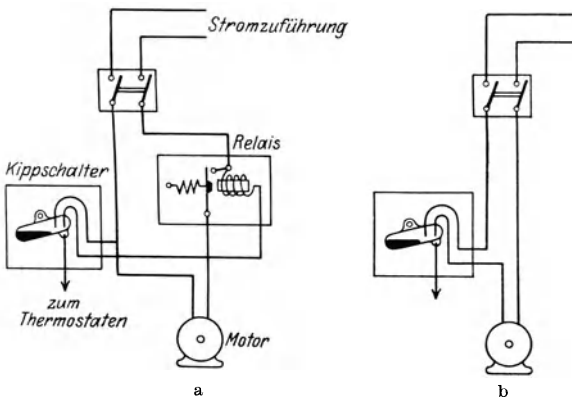 Stromzuführung
Relais
Kippschalter
zum
Thermostaten
Motor
a
b